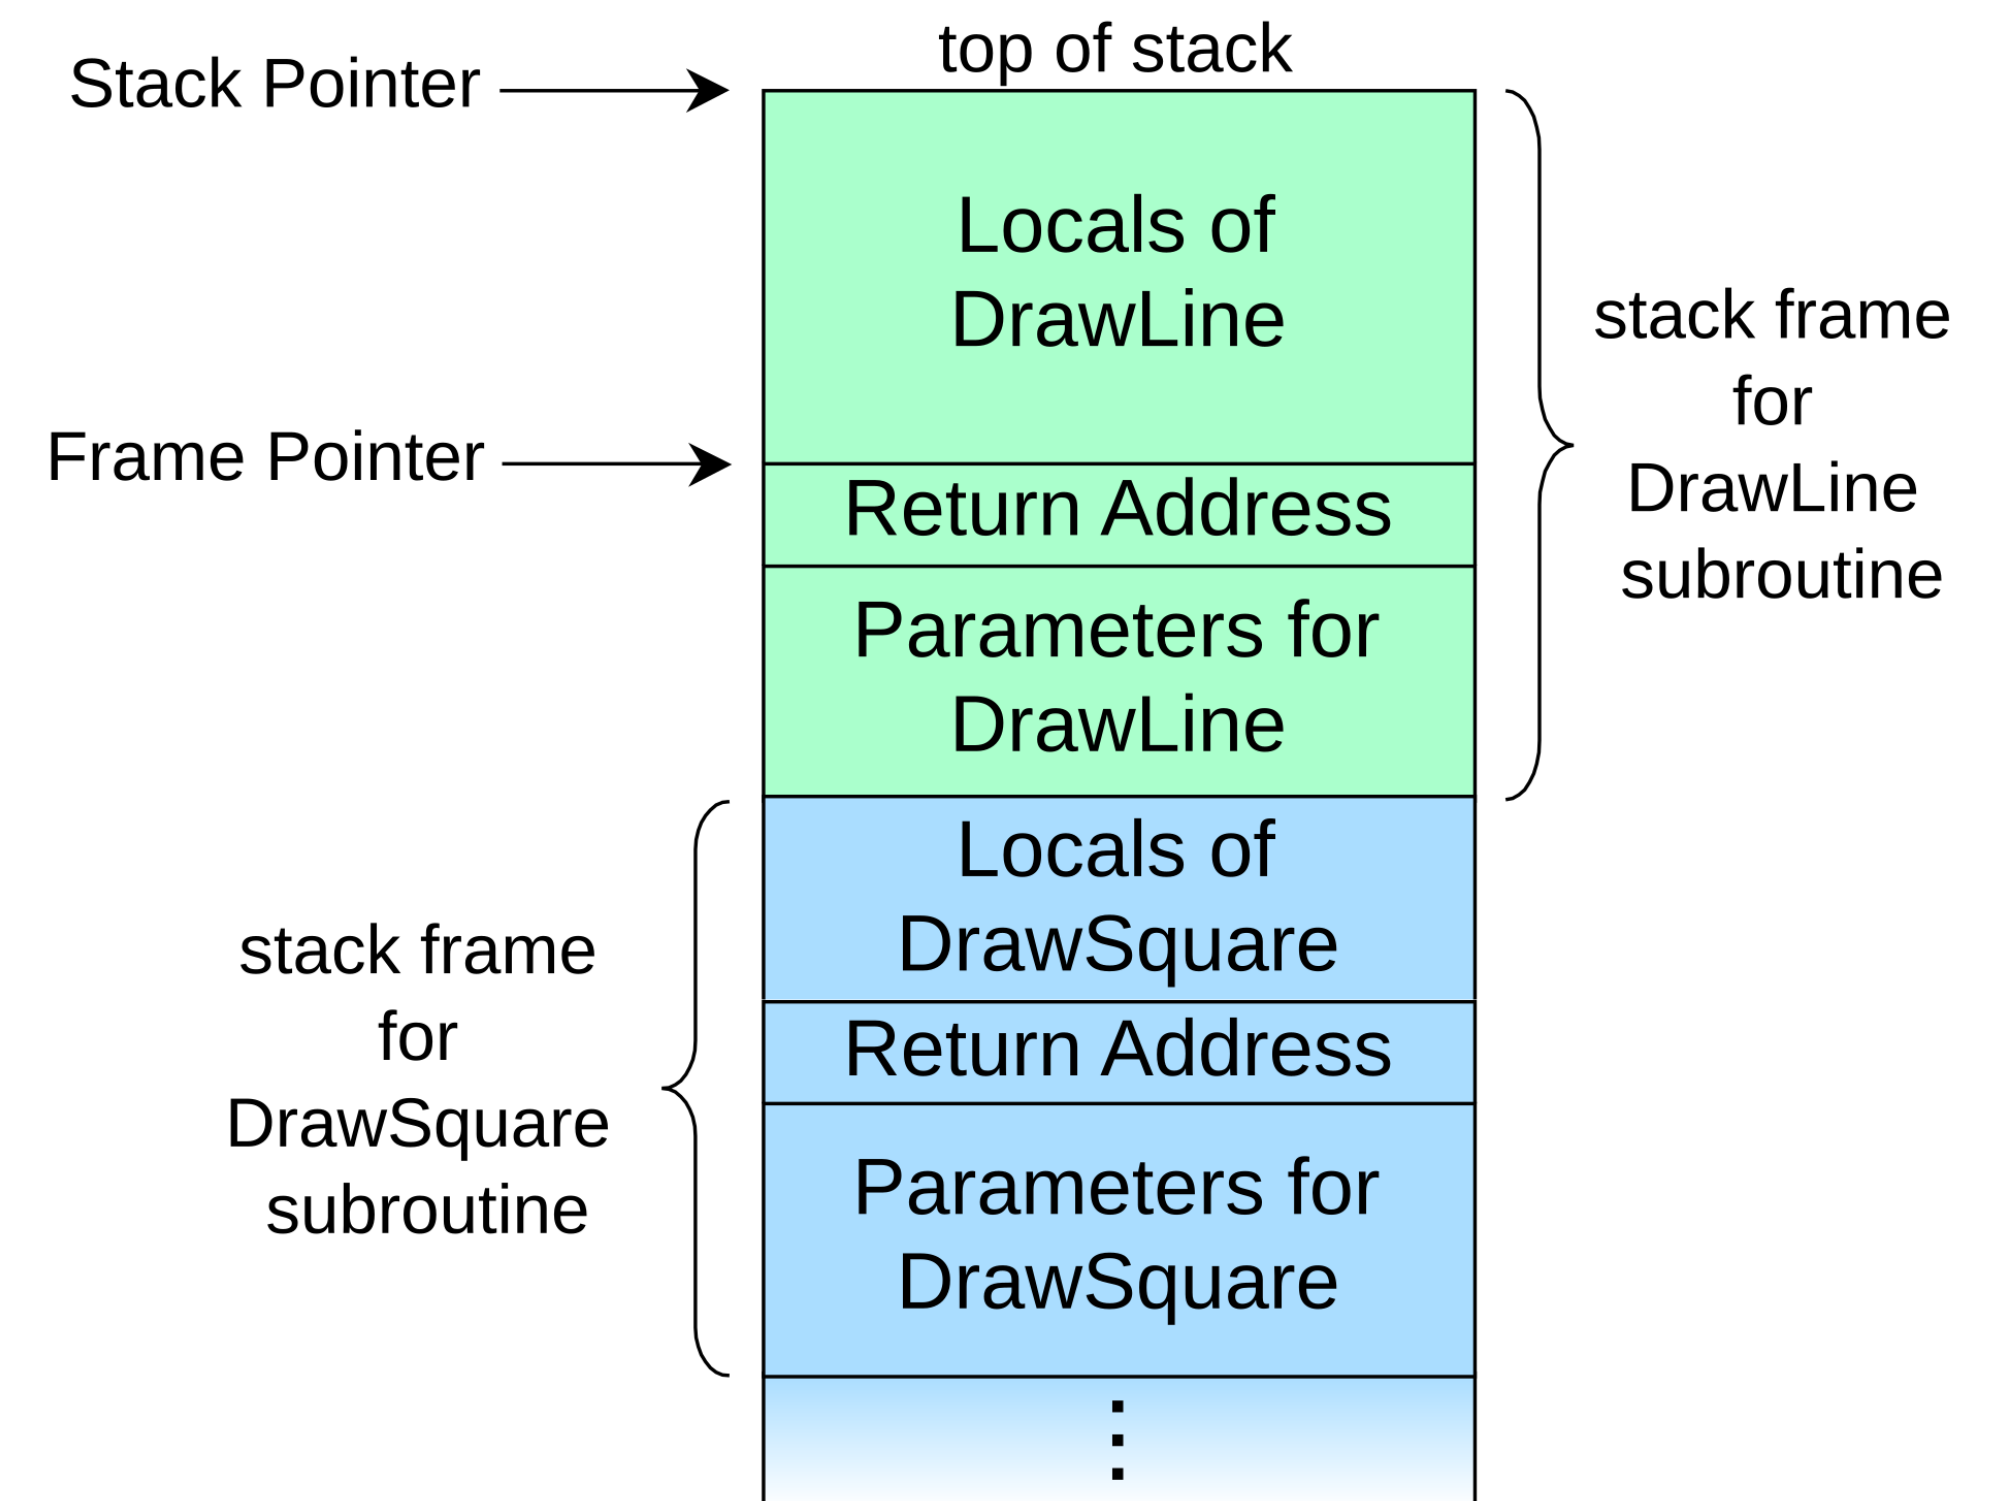 top of stack
Stack Pointer
Locals of
DrawLine
Frame Pointer
Return Address
Parameters for
DrawLine
stack frame
for
DrawLine
subroutine
Locals of
DrawSquare
Return Address
Parameters for
DrawSquare
stack frame
for
DrawSquare
subroutine
⋮